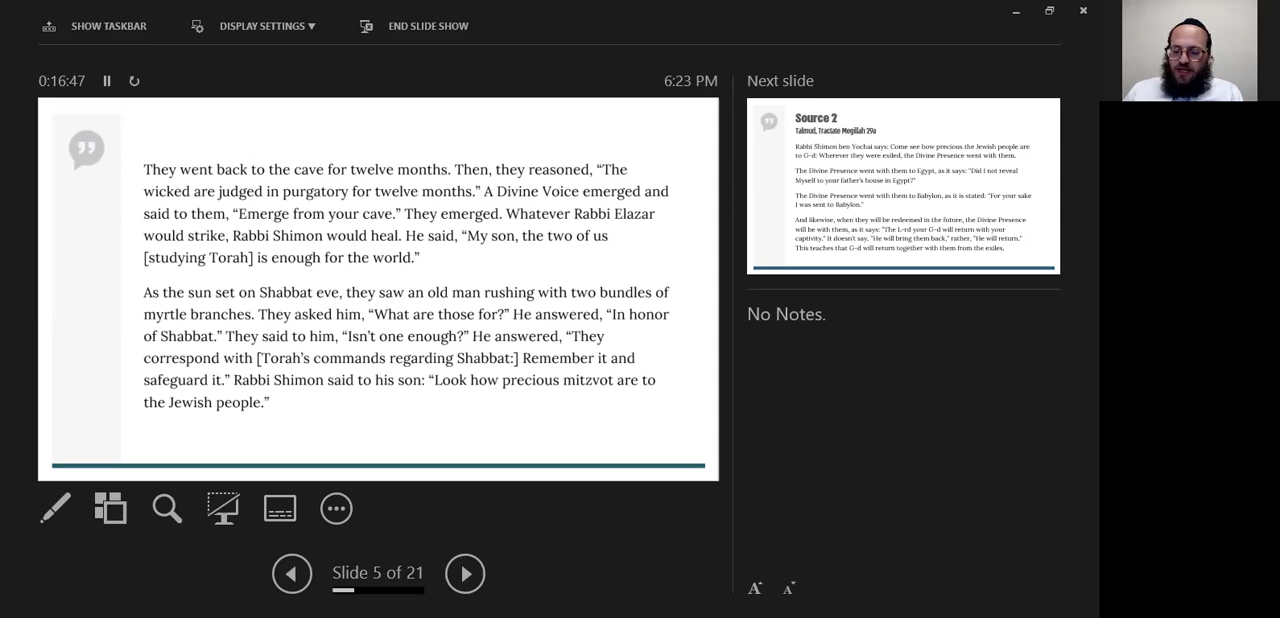 SHOW TASKBAR
DISPLAY SETTINGS ▼
END SLIDE SHOW
0:16:47
6:23 PM
They went back to the cave for twelve months. Then, they reasoned, “The
wicked are judged in purgatory for twelve months.” A Divine Voice emerged and
said to them, “Emerge from your cave.” They emerged. Whatever Rabbi Elazar
would strike, Rabbi Shimon would heal. He said, “My son, the two of us
[studying Torah] is enough for the world.”
As the sun set on Shabbat eve, they saw an old man rushing with two bundles of
myrtle branches. They asked him, “What are those for?” He answered, “In honor
of Shabbat.” They said to him, “Isn’t one enough?” He answered, “They
correspond with [Torah’s commands regarding Shabbat:] Remember it and
safeguard it.” Rabbi Shimon said to his son: “Look how precious mitzvot are to
the Jewish people.”
Slide 5 of 21
Next slide
Source 2
Talmud, Tractate Megillah 29a
Rabbi Shimon ben Yochai says: Come see how precious the Jewish people are
to G-d: Wherever they were exiled, the Divine Presence went with them.
The Divine Presence went with them to Egypt, as it says: “Did I not reveal
Myself to your father’s house in Egypt?”
The Divine Presence went with them to Babylon, as it is stated: “For your sake
I was sent to Babylon.”
And likewise, when they will be redeemed in the future, the Divine Presence
will be with them, as it says: “The L-rd your G-d will return with your
captivity.” It doesn’t say, “He will bring them back,” rather, “He will return.”
This teaches that G-d will return together with them from the exiles.
No Notes.
A A